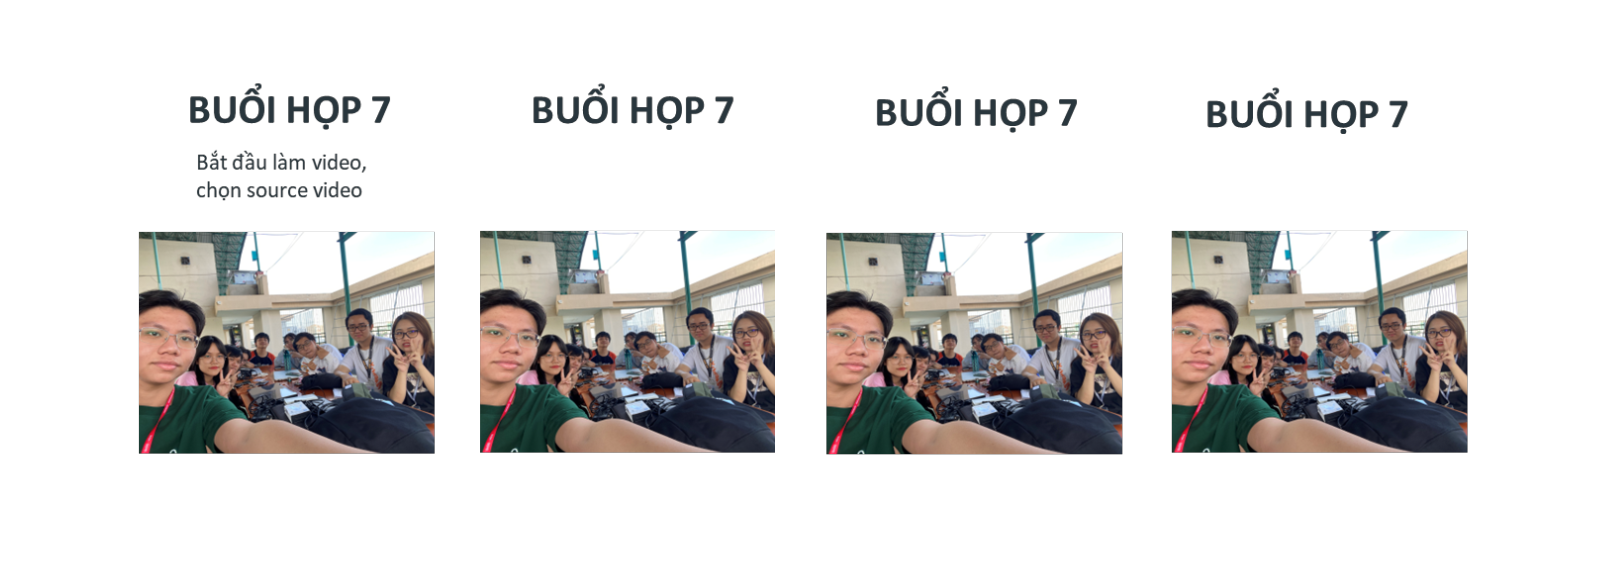 BUỔI HỌP 7
Bắt đầu làm video,
chọn source video
BUỔI HỌP 7
BUỔI HỌP 7
BUỔI HỌP 7